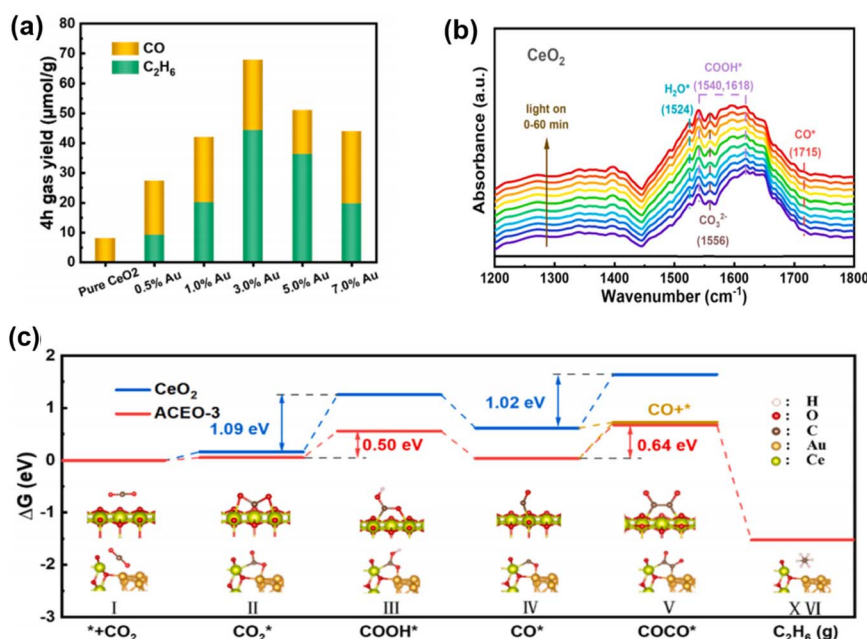 (a)
80
70
60
50
40
30
20
10
0
4h gas yield (μmol/g)
CO
C2H6
Pure CeO2
0.5% Au
1.0% Au
3.0% Au
5.0% Au
7.0% Au
(b)
CeO2
Absorbance (a.u.)
light on
0-60 min
H2O*
(1524)
COOH*
(1540,1618)
CO*
(1715)
CO3 2-
(1556)
1200 1300 1400 1500 1600 1700 1800
Wavenumber (cm-1)
(c)
2
1
0
-1
-2
-3
ΔG (eV)
CeO2
ACEO-3
1.09 eV
0.50 eV
1.02 eV
CO+*
0.64 eV
: H
: O
: C
: Au
: Ce
I II III IV V X VI
*+CO2 CO2* COOH* CO* COCO* C2H6 (g)